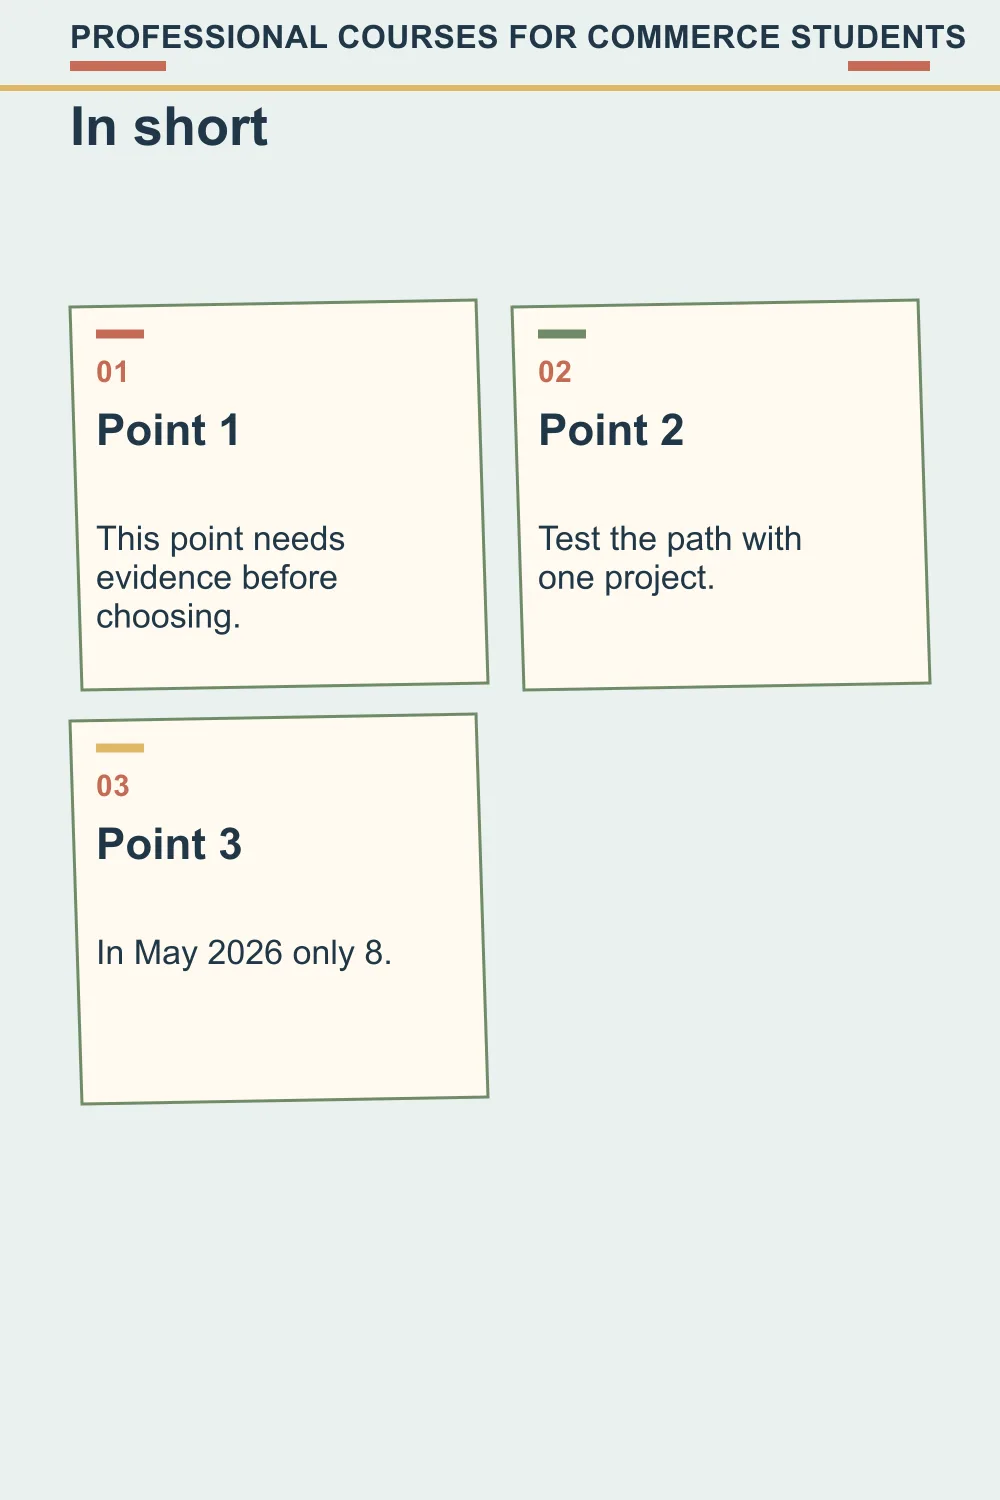 PROFESSIONAL COURSES FOR COMMERCE STUDENTS
In short
01
Point 1
This point needs
evidence before
choosing.
02
Point 2
Test the path with
one project.
03
Point 3
In May 2026 only 8.